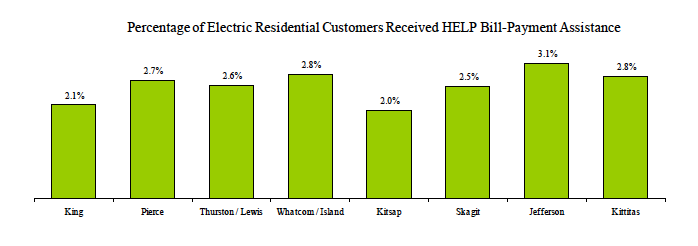 Percentage of Electric Residential Customers Received HELP Bill-Payment Assistance
2.1%
2.7%
2.6%
2.8%
2.0%
2.5%
3.1%
2.8%
King
Pierce
Thurston / Lewis
Whatcom / Island
Kitsap
Skagit
Jefferson
Kittitas